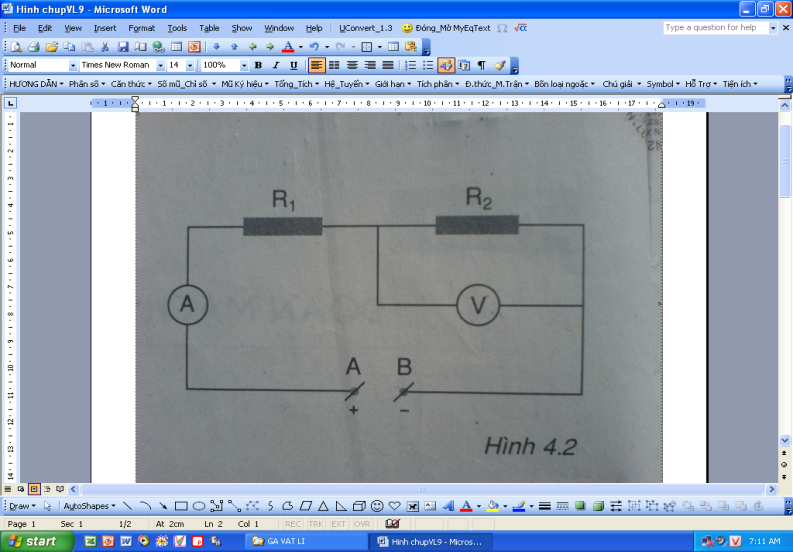 Hình chupVL9 - Microsoft Word
File Edit View Insert Format Tools Table Show Window Help UConvert_1.3 Đóng_Mở MyEqText Type a question for help
Normal Times New Roman 14 100% B I U
HƯỚNG DẪN Phân số Căn thức Số mũ_Chỉ số Mũ Ký hiệu Tổng_Tích Hệ_Tuyển Giới hạn Tích phân Đ.thức_M.Trận Bốn loại ngoặc Chú giải Symbol Hỗ Trợ Tiện ích
R1 R2
A V
A B
+ −
Hình 4.2
Draw AutoShapes
Page 1 Sec 1 1/2 At 2cm Ln 2 Col 1 REC TRK EXT OVR
start GA VAT LI Hình chupVL9 - Micros... V 7:11 AM